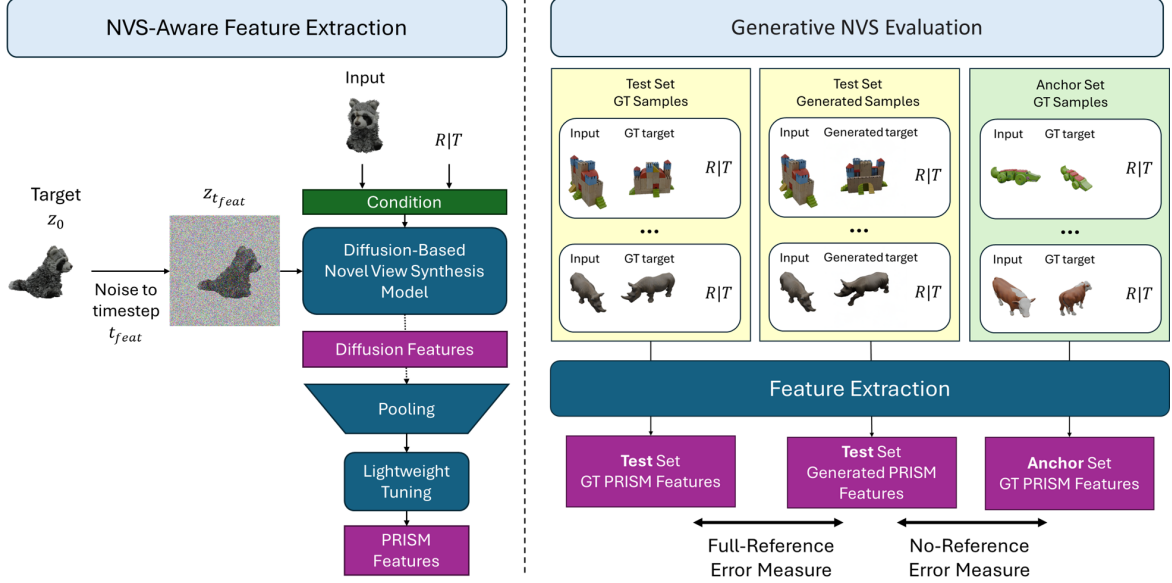 NVS-Aware Feature Extraction
Input
R|T
Target
z_0
z_{t_{feat}}
Noise to
timestep
t_{feat}
Condition
Diffusion-Based
Novel View Synthesis
Model
Diffusion Features
Pooling
Lightweight
Tuning
PRISM
Features
Generative NVS Evaluation
Test Set
GT Samples
Input GT target
R|T
...
Input GT target
R|T
Test Set
Generated Samples
Input Generated target
R|T
...
Input Generated target
R|T
Anchor Set
GT Samples
Input GT target
R|T
...
Input GT target
R|T
Feature Extraction
Test Set
GT PRISM Features
Test Set
Generated PRISM
Features
Anchor Set
GT PRISM Features
Full-Reference
Error Measure
No-Reference
Error Measure